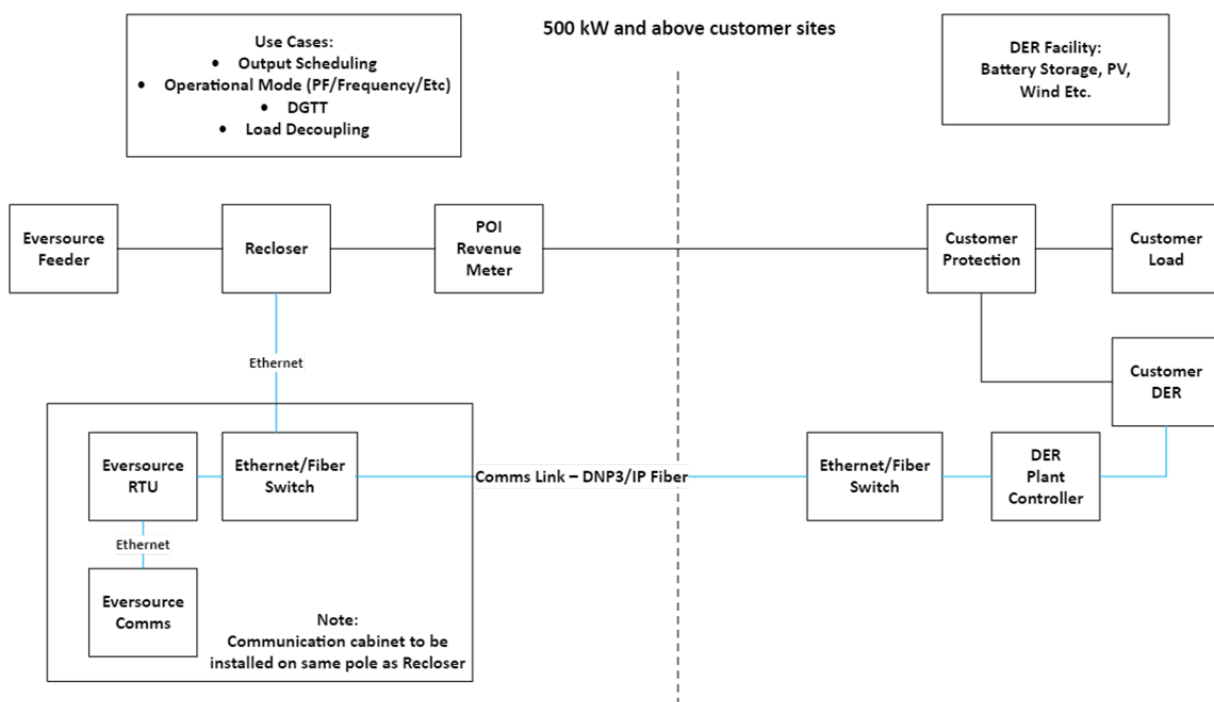 500 kW and above customer sites
Use Cases:
• Output Scheduling
• Operational Mode (PF/Frequency/Etc)
• DGTT
• Load Decoupling
DER Facility:
Battery Storage, PV,
Wind Etc.
Eversource
Feeder
Recloser
POI
Revenue
Meter
Customer
Protection
Customer
Load
Ethernet
Customer
DER
Eversource
RTU
Ethernet/Fiber
Switch
Comms Link – DNP3/IP Fiber
Ethernet/Fiber
Switch
DER
Plant
Controller
Ethernet
Eversource
Comms
Note:
Communication cabinet to be
installed on same pole as Recloser